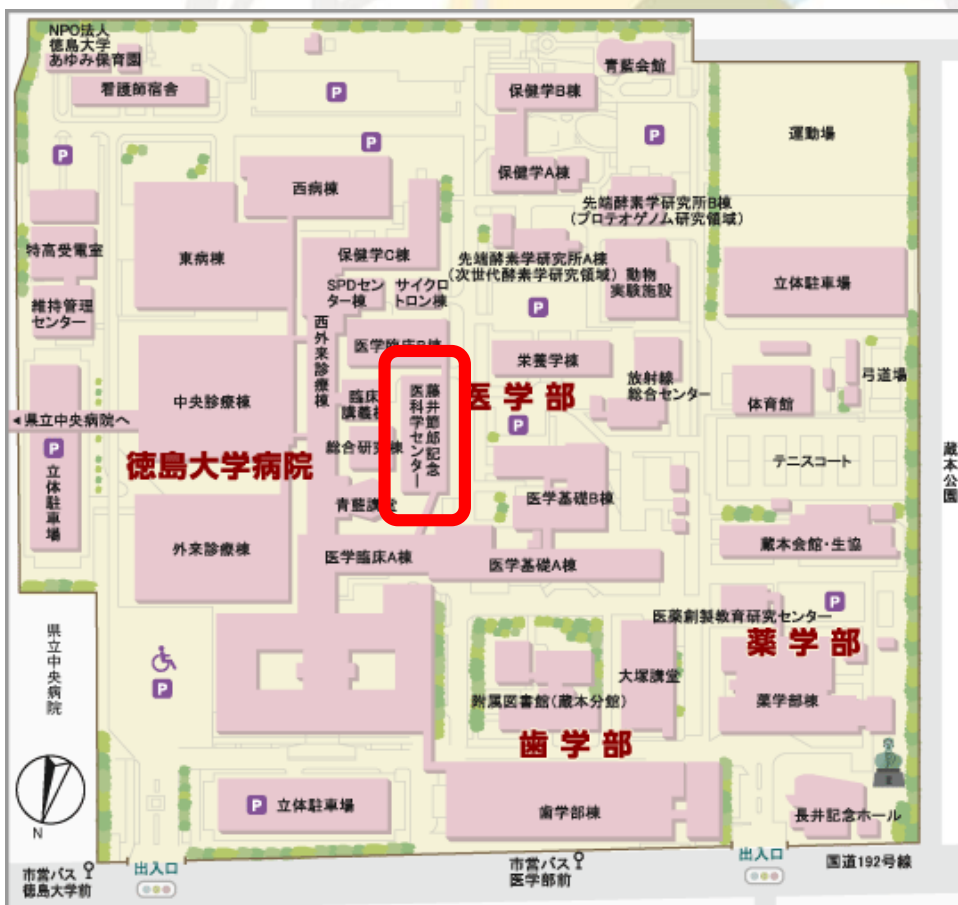 NPO法人
徳島大学
あゆみ保育園
看護師宿舎
P
青藍会館
保健学B棟
P
P
P
運動場
保健学A棟
西病棟
先端酵素学研究所B棟
(プロテオゲノム研究領域)
特高受電室
東病棟
保健学C棟
先端酵素学研究所A棟
(次世代酵素学研究領域)
動物
実験施設
立体駐車場
SPDセン
ター棟
サイクロ
トロン棟
維持管理
センター
P
西外来診療棟
医学臨床B棟
栄養学棟
放射線
総合センター
弓道場
体育館
中央診療棟
臨床
講義棟
藤井節郎記念
医科学センター
医学部
P
県立中央病院へ
P
立体駐車場
徳島大学病院
総合研究棟
テニスコート
蔵本公園
青藍講堂
医学基礎B棟
外来診療棟
医学臨床A棟
医学基礎A棟
蔵本会館・生協
P
医薬創製教育研究センター
薬学部
県立中央病院
P
大塚講堂
附属図書館(蔵本分館)
薬学部棟
歯学部
N
P 立体駐車場
歯学部棟
長井記念ホール
市営バス
徳島大学前
出入口
市営バス
医学部前
出入口
国道192号線